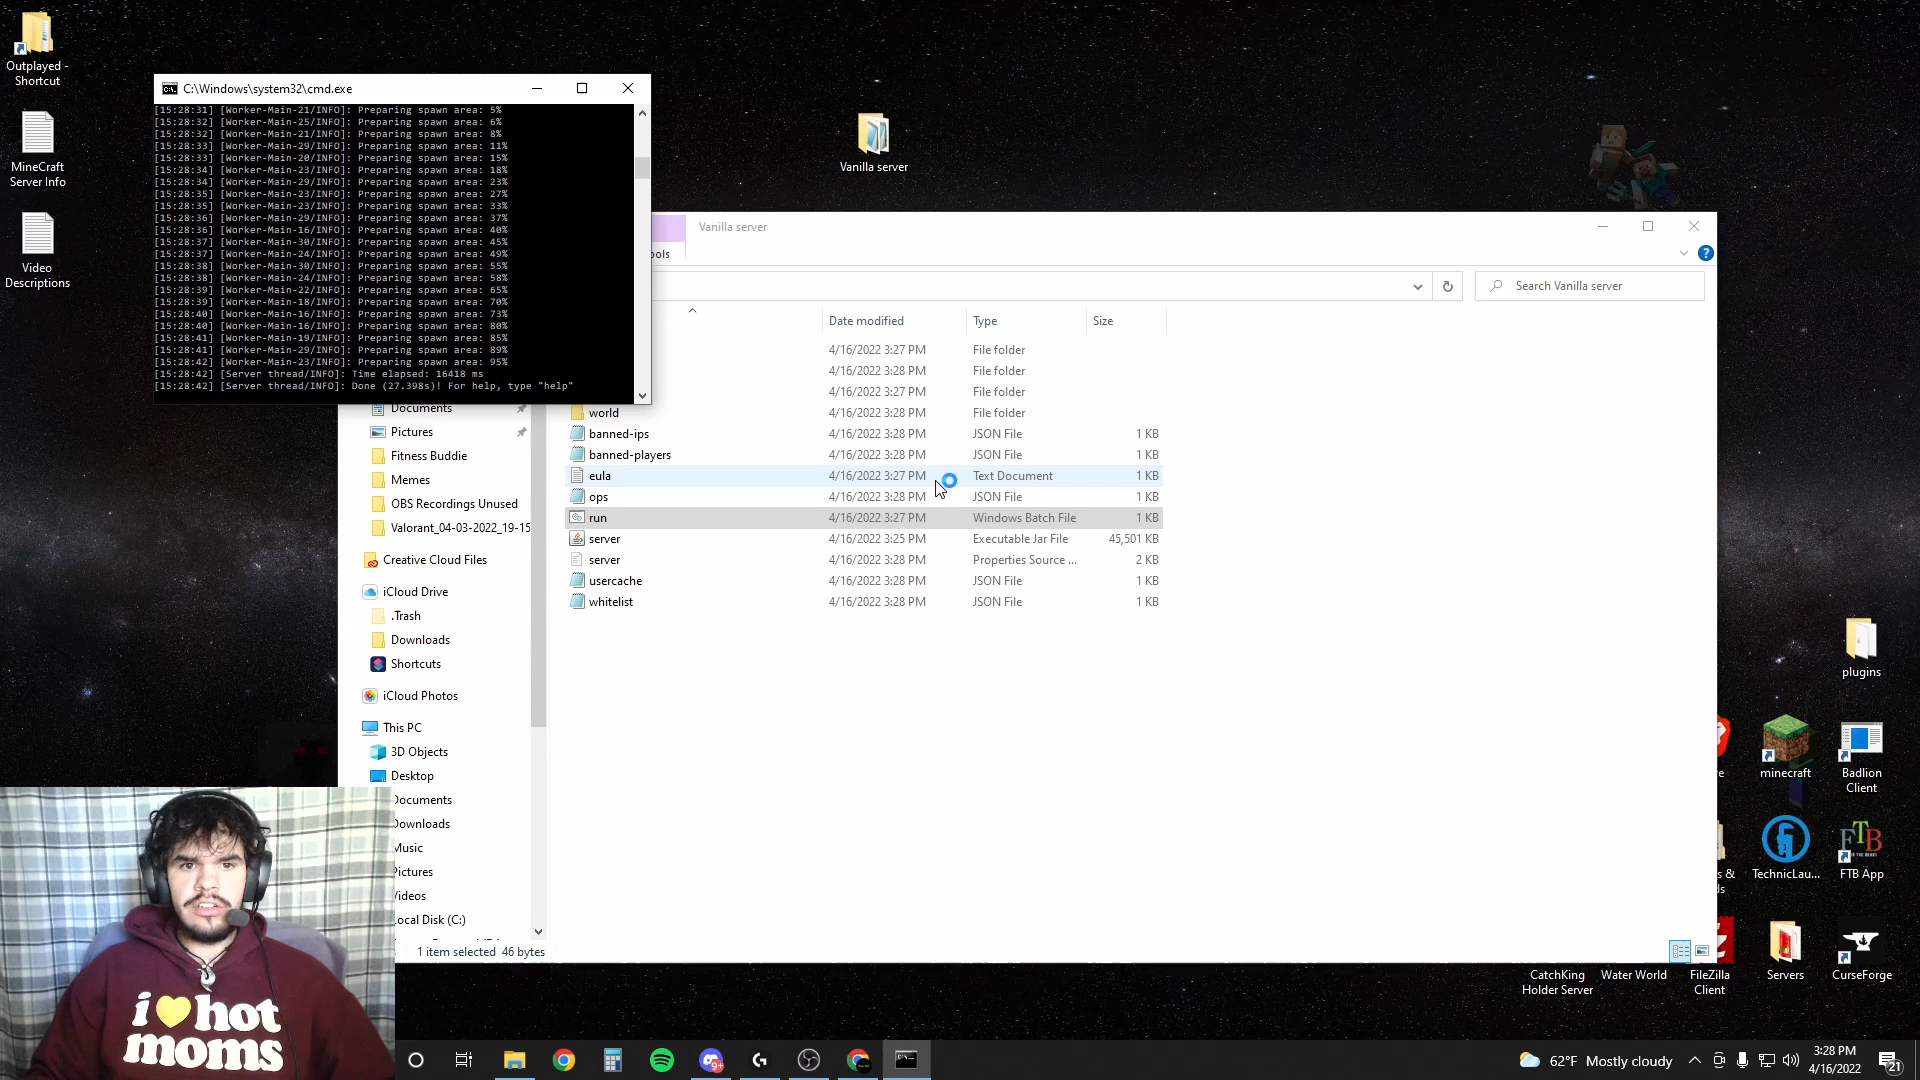 Outplayed -
Shortcut
MineCraft
Server Info
Video
Descriptions
C:\Windows\system32\cmd.exe
[15:28:31] [Worker-Main-21/INFO]: Preparing spawn area: 5%
[15:28:32] [Worker-Main-25/INFO]: Preparing spawn area: 6%
[15:28:32] [Worker-Main-21/INFO]: Preparing spawn area: 8%
[15:28:33] [Worker-Main-29/INFO]: Preparing spawn area: 11%
[15:28:33] [Worker-Main-20/INFO]: Preparing spawn area: 15%
[15:28:34] [Worker-Main-23/INFO]: Preparing spawn area: 18%
[15:28:34] [Worker-Main-29/INFO]: Preparing spawn area: 23%
[15:28:35] [Worker-Main-23/INFO]: Preparing spawn area: 27%
[15:28:35] [Worker-Main-23/INFO]: Preparing spawn area: 33%
[15:28:36] [Worker-Main-29/INFO]: Preparing spawn area: 37%
[15:28:36] [Worker-Main-16/INFO]: Preparing spawn area: 40%
[15:28:37] [Worker-Main-30/INFO]: Preparing spawn area: 45%
[15:28:37] [Worker-Main-24/INFO]: Preparing spawn area: 49%
[15:28:38] [Worker-Main-30/INFO]: Preparing spawn area: 55%
[15:28:38] [Worker-Main-24/INFO]: Preparing spawn area: 58%
[15:28:39] [Worker-Main-22/INFO]: Preparing spawn area: 65%
[15:28:39] [Worker-Main-18/INFO]: Preparing spawn area: 70%
[15:28:40] [Worker-Main-16/INFO]: Preparing spawn area: 73%
[15:28:40] [Worker-Main-16/INFO]: Preparing spawn area: 80%
[15:28:41] [Worker-Main-19/INFO]: Preparing spawn area: 85%
[15:28:41] [Worker-Main-29/INFO]: Preparing spawn area: 89%
[15:28:42] [Worker-Main-23/INFO]: Preparing spawn area: 95%
[15:28:42] [Server thread/INFO]: Time elapsed: 16418 ms
[15:28:42] [Server thread/INFO]: Done (27.398s)! For help, type "help"
Vanilla server
Vanilla server
ools
Search Vanilla server
Date modified Type Size
4/16/2022 3:27 PM File folder
4/16/2022 3:28 PM File folder
4/16/2022 3:27 PM File folder
world 4/16/2022 3:28 PM File folder
banned-ips 4/16/2022 3:28 PM JSON File 1 KB
banned-players 4/16/2022 3:28 PM JSON File 1 KB
eula 4/16/2022 3:27 PM Text Document 1 KB
ops 4/16/2022 3:28 PM JSON File 1 KB
run 4/16/2022 3:27 PM Windows Batch File 1 KB
server 4/16/2022 3:25 PM Executable Jar File 45,501 KB
server 4/16/2022 3:28 PM Properties Source ... 2 KB
usercache 4/16/2022 3:28 PM JSON File 1 KB
whitelist 4/16/2022 3:28 PM JSON File 1 KB
Documents
Pictures
Fitness Buddie
Memes
OBS Recordings Unused
Valorant_04-03-2022_19-15
Creative Cloud Files
iCloud Drive
.Trash
Downloads
Shortcuts
iCloud Photos
This PC
3D Objects
Desktop
Documents
Downloads
Music
Pictures
Videos
Local Disk (C:)
1 item selected 46 bytes
plugins
minecraft
Badlion
Client
TechnicLau...
FTB
FTB App
CatchKing
Holder Server
Water World
FileZilla
Client
Servers
CurseForge
i hot
moms
9+
62°F Mostly cloudy
3:28 PM
4/16/2022
21